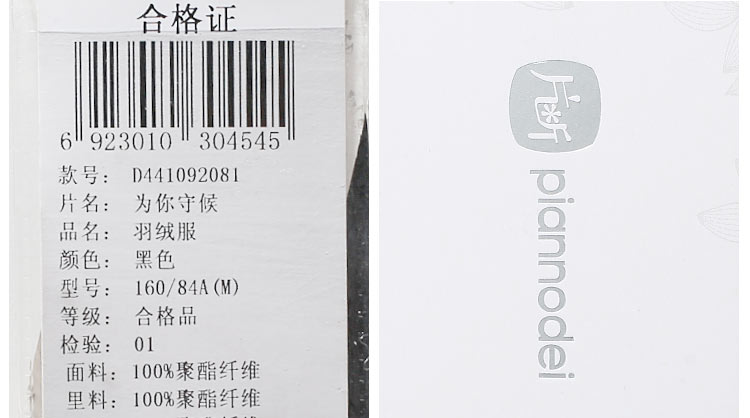 合格证
6 923010 304545
款号: D441092081
片名: 为你守候
品名: 羽绒服
颜色: 黑色
型号: 160/84A(M)
等级: 合格品
检验: 01
面料: 100%聚酯纤维
里料: 100%聚酯纤维
piannodei